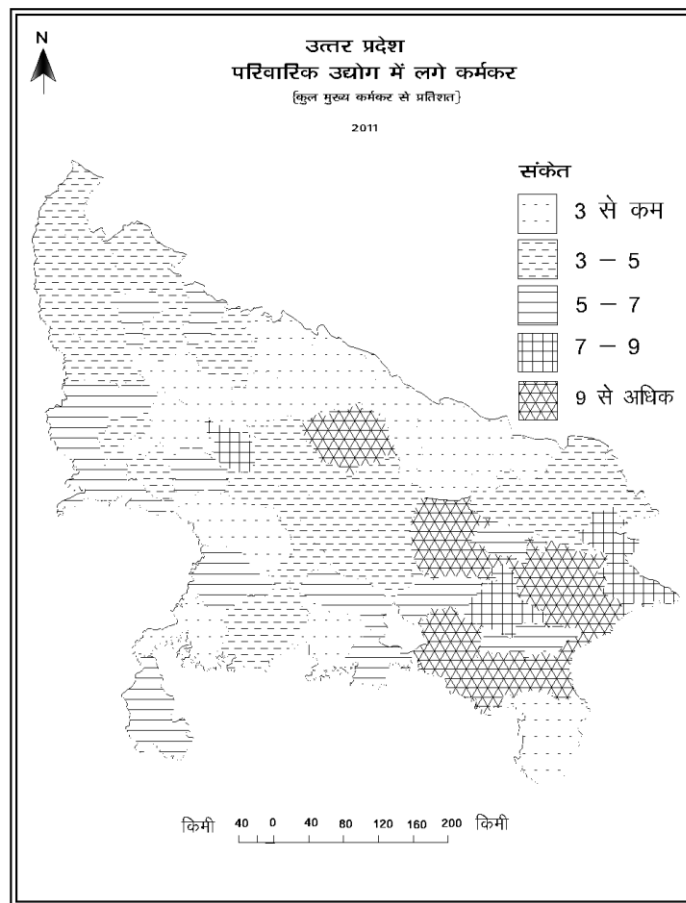 N
उत्तर प्रदेश
परिवारिक उद्योग में लगे कर्मकर
{कुल मुख्य कर्मकर से प्रतिशत}
2011
संकेत
3 से कम
3 – 5
5 – 7
7 – 9
9 से अधिक
किमी 40 0 40 80 120 160 200 किमी